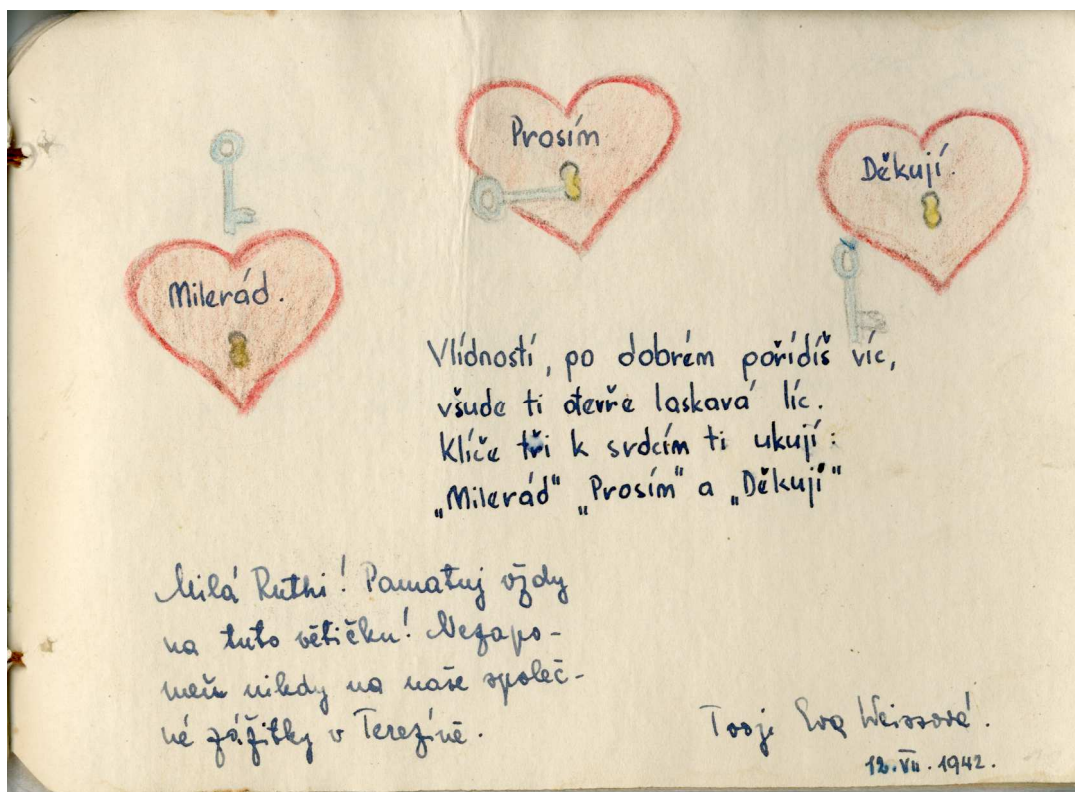 Prosím
Děkují.
Milerád.
Vlídností, po dobrém pořídíš víc,
všude ti otevře laskavá líc.
Klíče tři k srdcím ti ukují:
„Milerád" „Prosím" a „Děkuji"
Milá Ruthi! Pamatuj vždy
na tuto větičku! Nezapo-
meň nikdy na naše společ-
né zážitky v Terezíně.
Tvoje Eva Weissová.
12.VII.1942.